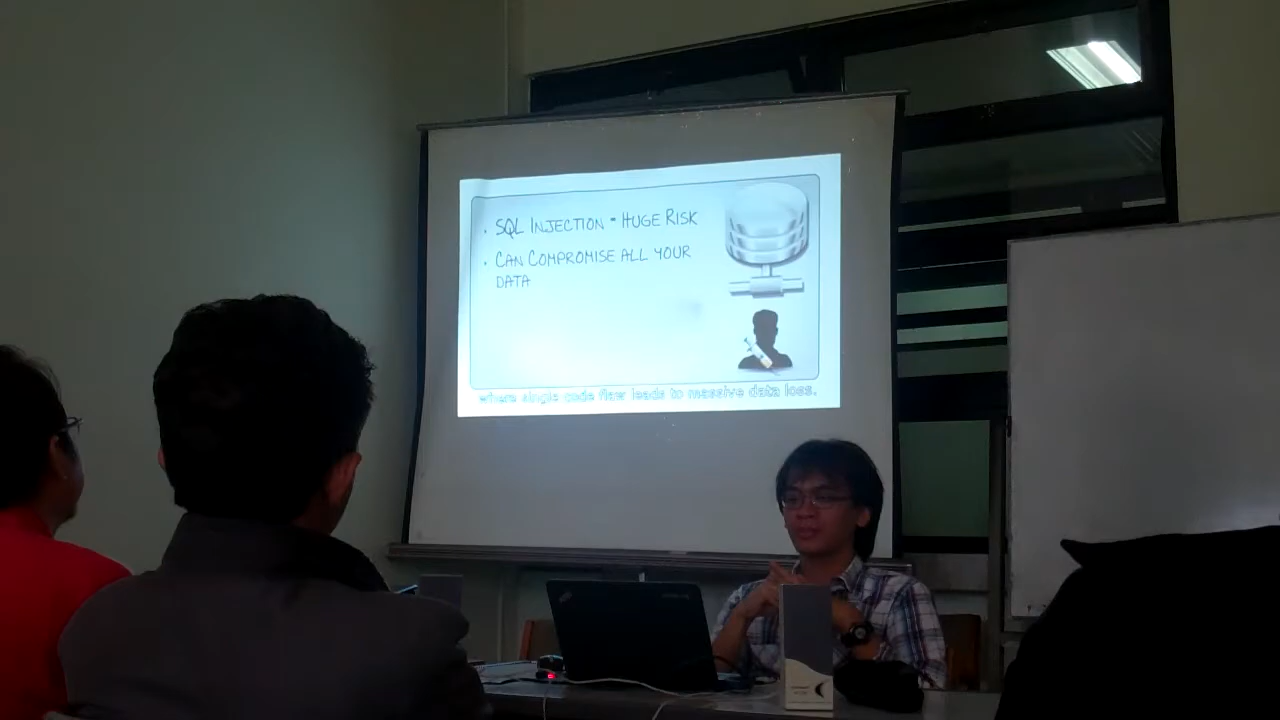 • SQL INJECTION = HUGE RISK
• CAN COMPROMISE ALL YOUR
DATA
where single code flaw leads to massive data loss.